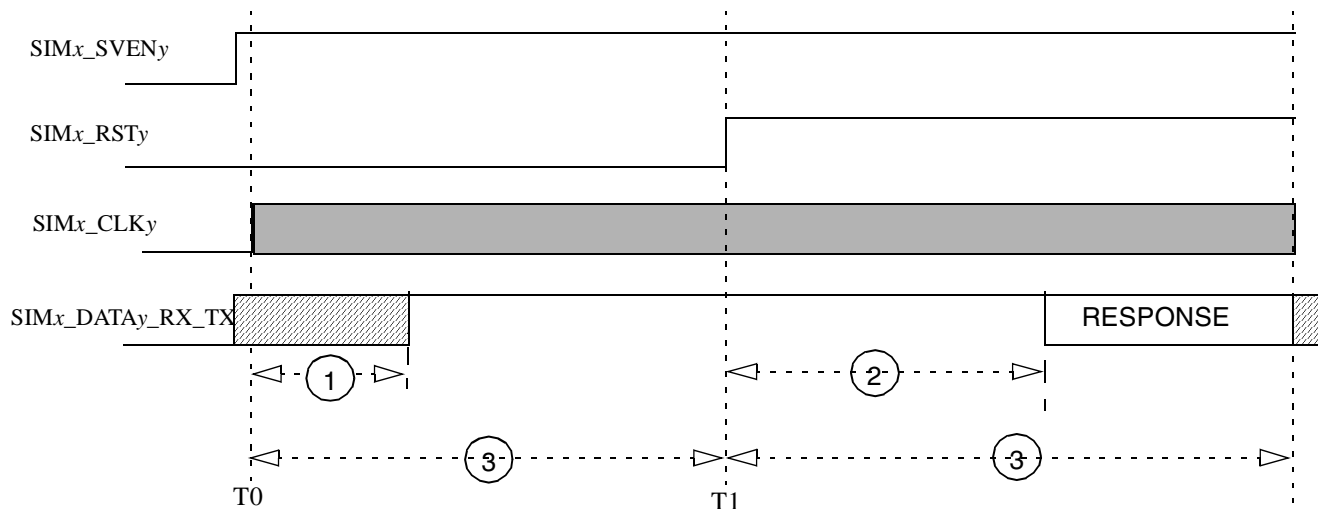 SIMx_SVENy
SIMx_RSTy
SIMx_CLKy
SIMx_DATAy_RX_TX
RESPONSE
1
2
3
3
T0
T1